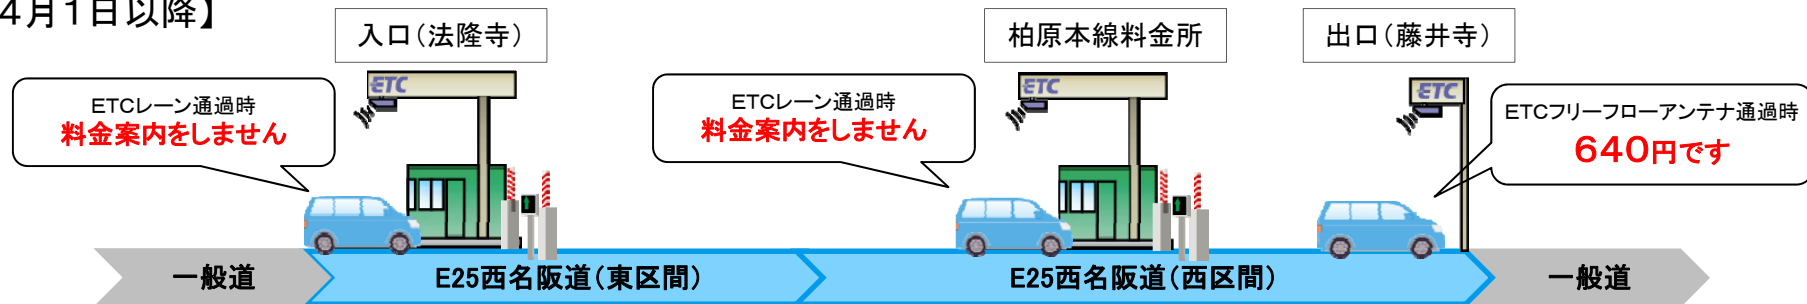 4月1日以降】
入口（法隆寺）
柏原本線料金所
出口（藤井寺）
ETC
ETC
ETC
ETCレーン通過時
料金案内をしません
ETCレーン通過時
料金案内をしません
ETCフリーフローアンテナ通過時
640円です
一般道
E25西名阪道（東区間）
E25西名阪道（西区間）
一般道